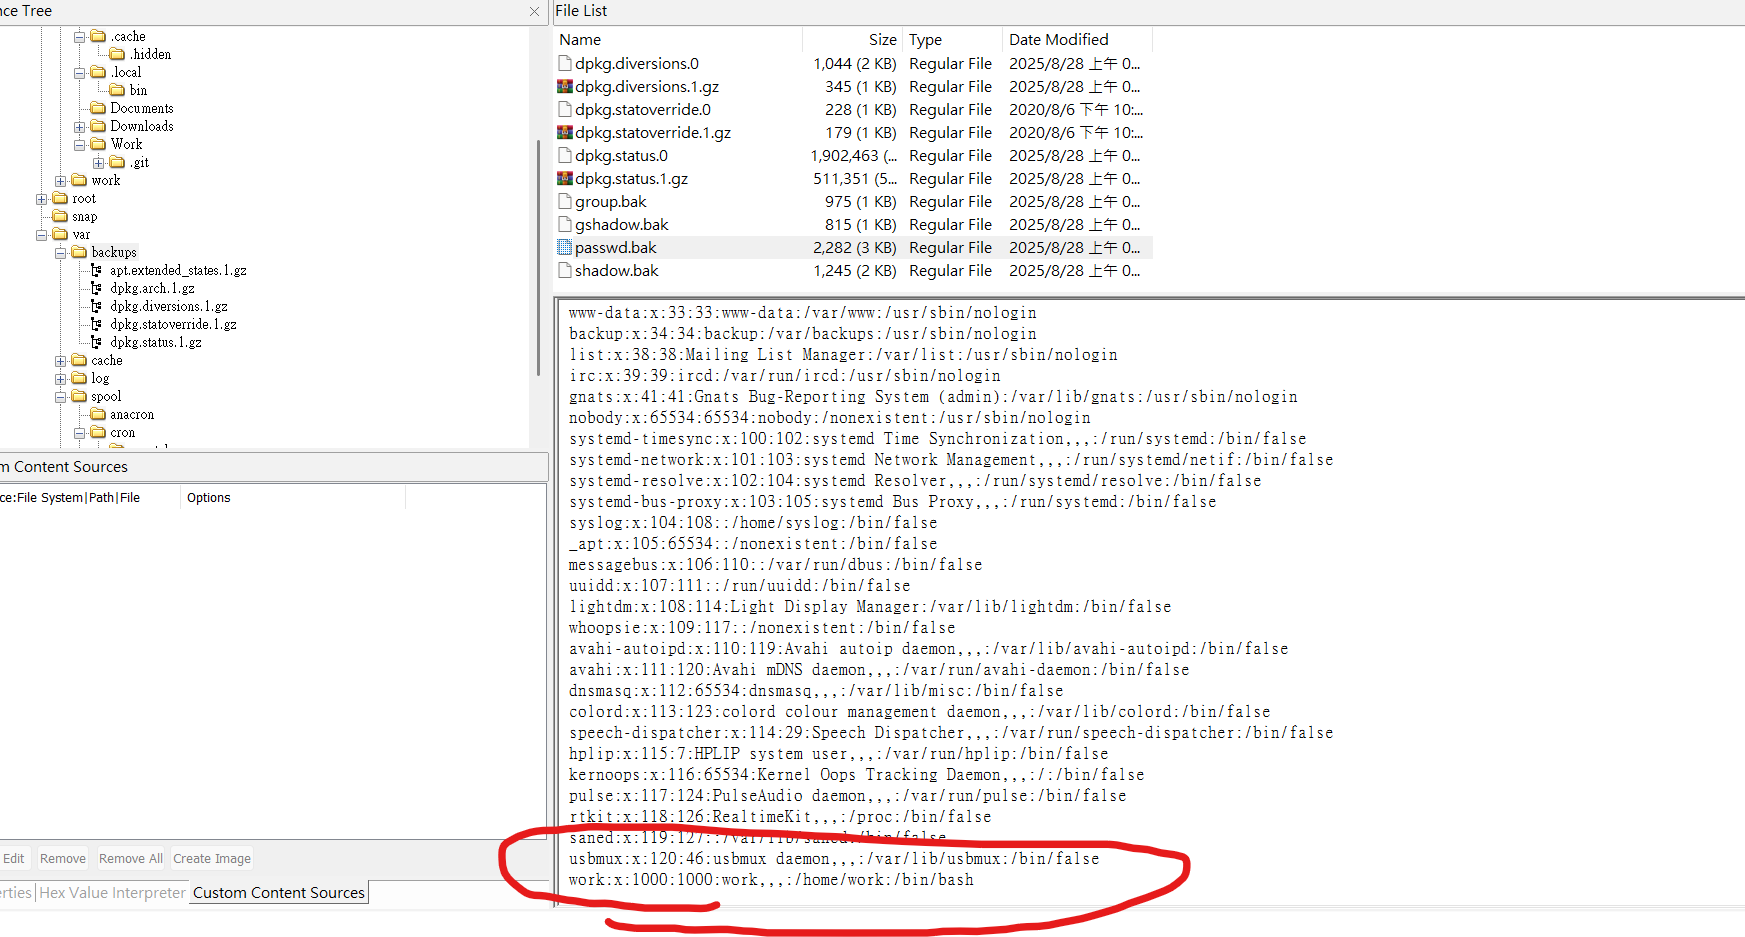 nce Tree
.cache
.hidden
.local
bin
Documents
Downloads
Work
.git
work
root
snap
var
backups
apt.extended_states.1.gz
dpkg.arch.1.gz
dpkg.diversions.1.gz
dpkg.statoverride.1.gz
dpkg.status.1.gz
cache
log
spool
anacron
cron
m Content Sources
ce:File System|Path|File Options
Edit Remove Remove All Create Image
erties Hex Value Interpreter Custom Content Sources
File List
Name Size Type Date Modified
dpkg.diversions.0 1,044 (2 KB) Regular File 2025/8/28 上午 0...
dpkg.diversions.1.gz 345 (1 KB) Regular File 2025/8/28 上午 0...
dpkg.statoverride.0 228 (1 KB) Regular File 2020/8/6 下午 10:...
dpkg.statoverride.1.gz 179 (1 KB) Regular File 2020/8/6 下午 10:...
dpkg.status.0 1,902,463 (... Regular File 2025/8/28 上午 0...
dpkg.status.1.gz 511,351 (5... Regular File 2025/8/28 上午 0...
group.bak 975 (1 KB) Regular File 2025/8/28 上午 0...
gshadow.bak 815 (1 KB) Regular File 2025/8/28 上午 0...
passwd.bak 2,282 (3 KB) Regular File 2025/8/28 上午 0...
shadow.bak 1,245 (2 KB) Regular File 2025/8/28 上午 0...
www-data:x:33:33:www-data:/var/www:/usr/sbin/nologin
backup:x:34:34:backup:/var/backups:/usr/sbin/nologin
list:x:38:38:Mailing List Manager:/var/list:/usr/sbin/nologin
irc:x:39:39:ircd:/var/run/ircd:/usr/sbin/nologin
gnats:x:41:41:Gnats Bug-Reporting System (admin):/var/lib/gnats:/usr/sbin/nologin
nobody:x:65534:65534:nobody:/nonexistent:/usr/sbin/nologin
systemd-timesync:x:100:102:systemd Time Synchronization,,,:/run/systemd:/bin/false
systemd-network:x:101:103:systemd Network Management,,,:/run/systemd/netif:/bin/false
systemd-resolve:x:102:104:systemd Resolver,,,:/run/systemd/resolve:/bin/false
systemd-bus-proxy:x:103:105:systemd Bus Proxy,,,:/run/systemd:/bin/false
syslog:x:104:108::/home/syslog:/bin/false
_apt:x:105:65534::/nonexistent:/bin/false
messagebus:x:106:110::/var/run/dbus:/bin/false
uuidd:x:107:111::/run/uuidd:/bin/false
lightdm:x:108:114:Light Display Manager:/var/lib/lightdm:/bin/false
whoopsie:x:109:117::/nonexistent:/bin/false
avahi-autoipd:x:110:119:Avahi autoip daemon,,,:/var/lib/avahi-autoipd:/bin/false
avahi:x:111:120:Avahi mDNS daemon,,,:/var/run/avahi-daemon:/bin/false
dnsmasq:x:112:65534:dnsmasq,,,:/var/lib/misc:/bin/false
colord:x:113:123:colord colour management daemon,,,:/var/lib/colord:/bin/false
speech-dispatcher:x:114:29:Speech Dispatcher,,,:/var/run/speech-dispatcher:/bin/false
hplip:x:115:7:HPLIP system user,,,:/var/run/hplip:/bin/false
kernoops:x:116:65534:Kernel Oops Tracking Daemon,,,:/:/bin/false
pulse:x:117:124:PulseAudio daemon,,,:/var/run/pulse:/bin/false
rtkit:x:118:126:RealtimeKit,,,:/proc:/bin/false
saned:x:119:127::/var/lib/saned:/bin/false
usbmux:x:120:46:usbmux daemon,,,:/var/lib/usbmux:/bin/false
work:x:1000:1000:work,,,:/home/work:/bin/bash